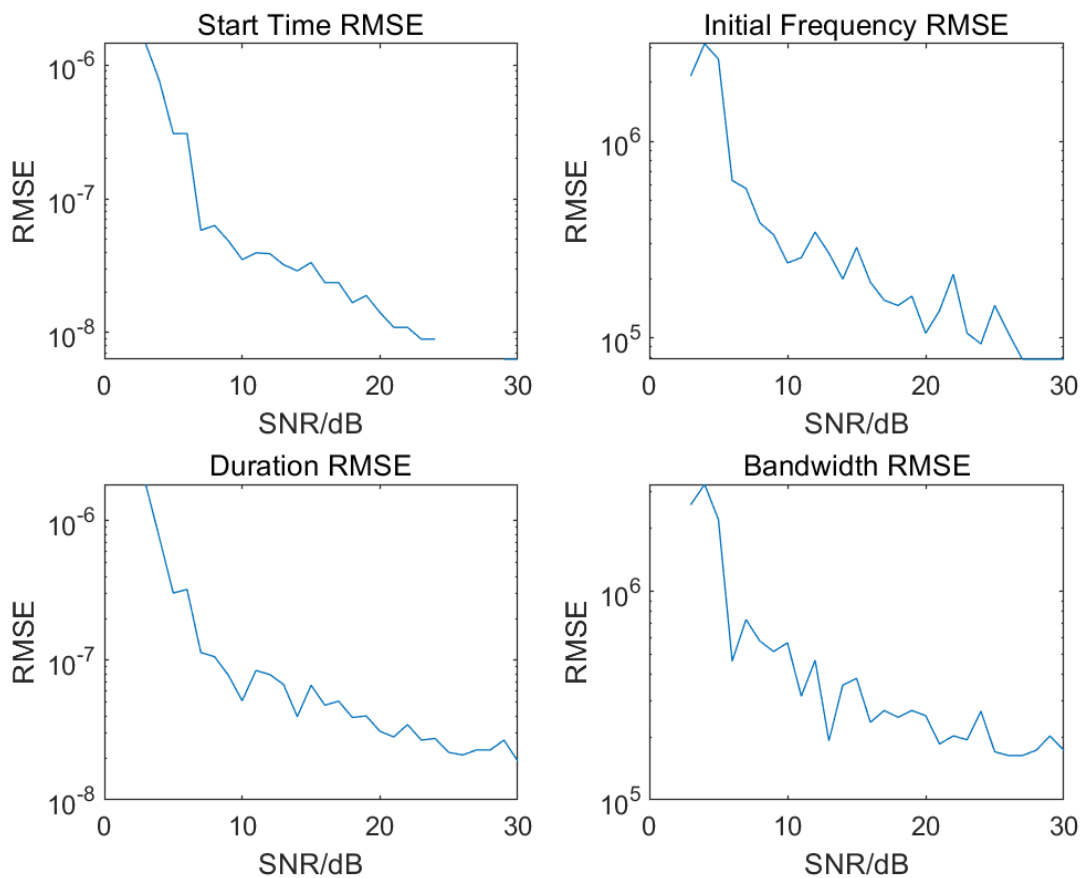 Start Time RMSE
RMSE
10^-6
10^-7
10^-8
0 10 20 30
SNR/dB
Initial Frequency RMSE
RMSE
10^6
10^5
0 10 20 30
SNR/dB
Duration RMSE
RMSE
10^-6
10^-7
10^-8
0 10 20 30
SNR/dB
Bandwidth RMSE
RMSE
10^6
10^5
0 10 20 30
SNR/dB